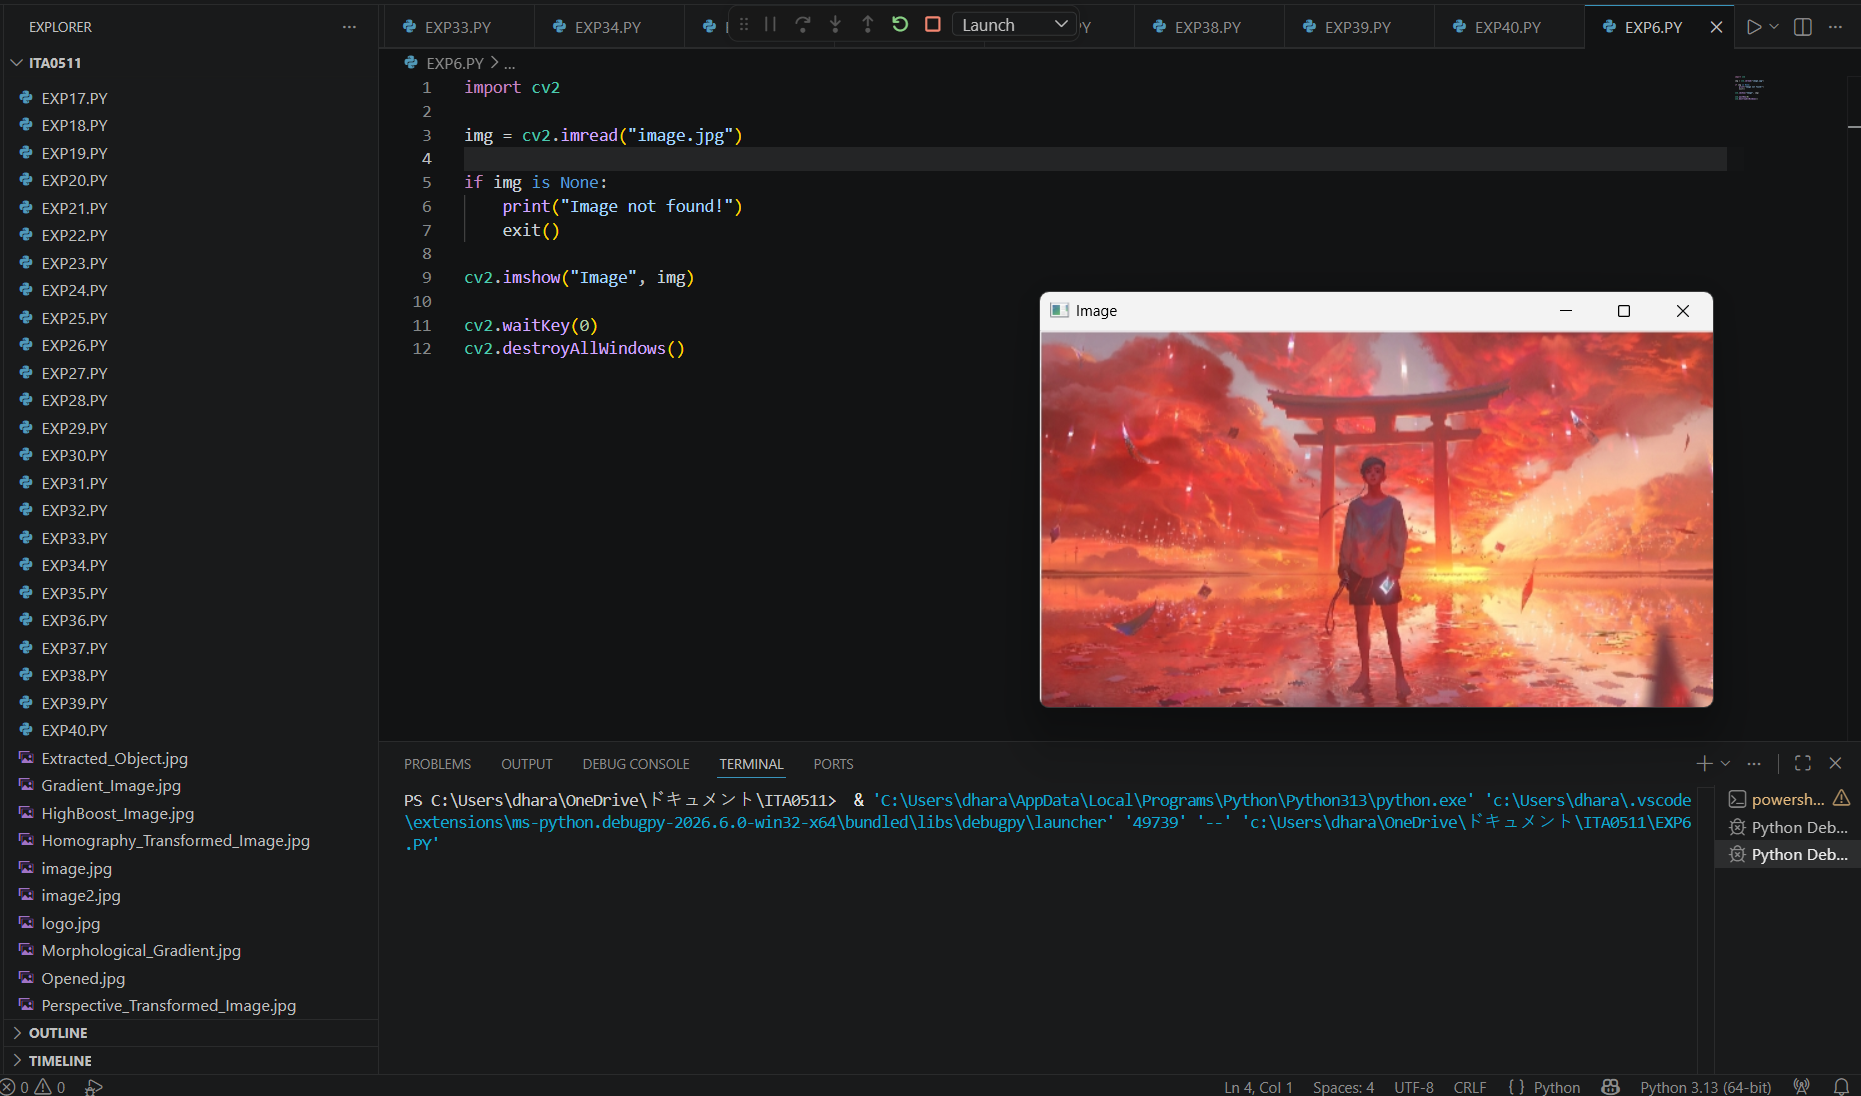 EXPLORER
ITA0511
EXP17.PY
EXP18.PY
EXP19.PY
EXP20.PY
EXP21.PY
EXP22.PY
EXP23.PY
EXP24.PY
EXP25.PY
EXP26.PY
EXP27.PY
EXP28.PY
EXP29.PY
EXP30.PY
EXP31.PY
EXP32.PY
EXP33.PY
EXP34.PY
EXP35.PY
EXP36.PY
EXP37.PY
EXP38.PY
EXP39.PY
EXP40.PY
Extracted_Object.jpg
Gradient_Image.jpg
HighBoost_Image.jpg
Homography_Transformed_Image.jpg
image.jpg
image2.jpg
logo.jpg
Morphological_Gradient.jpg
Opened.jpg
Perspective_Transformed_Image.jpg
OUTLINE
TIMELINE
EXP33.PY EXP34.PY Launch EXP38.PY EXP39.PY EXP40.PY EXP6.PY
EXP6.PY > ...
1 import cv2
2
3 img = cv2.imread("image.jpg")
4
5 if img is None:
6 print("Image not found!")
7 exit()
8
9 cv2.imshow("Image", img)
10
11 cv2.waitKey(0)
12 cv2.destroyAllWindows()
Image
PROBLEMS OUTPUT DEBUG CONSOLE TERMINAL PORTS
PS C:\Users\dhara\OneDrive\ドキュメント\ITA0511> & 'C:\Users\dhara\AppData\Local\Programs\Python\Python313\python.exe' 'c:\Users\dhara\.vscode
\extensions\ms-python.debugpy-2026.6.0-win32-x64\bundled\libs\debugpy\launcher' '49739' '--' 'c:\Users\dhara\OneDrive\ドキュメント\ITA0511\EXP6
.PY'
powersh...
Python Deb...
Python Deb...
0 0
Ln 4, Col 1 Spaces: 4 UTF-8 CRLF { } Python Python 3.13 (64-bit)